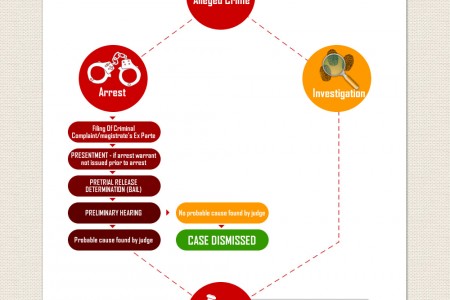 Alleged Crime
Arrest
Investigation
Filing Of Criminal
Complaint/magistrate's Ex Parte
PRESENTMENT - if arrest warrant
not issued prior to arrest
PRETRIAL RELEASE
DETERMINATION (BAIL)
PRELIMINARY HEARING
No probable cause found by judge
Probable cause found by judge
CASE DISMISSED